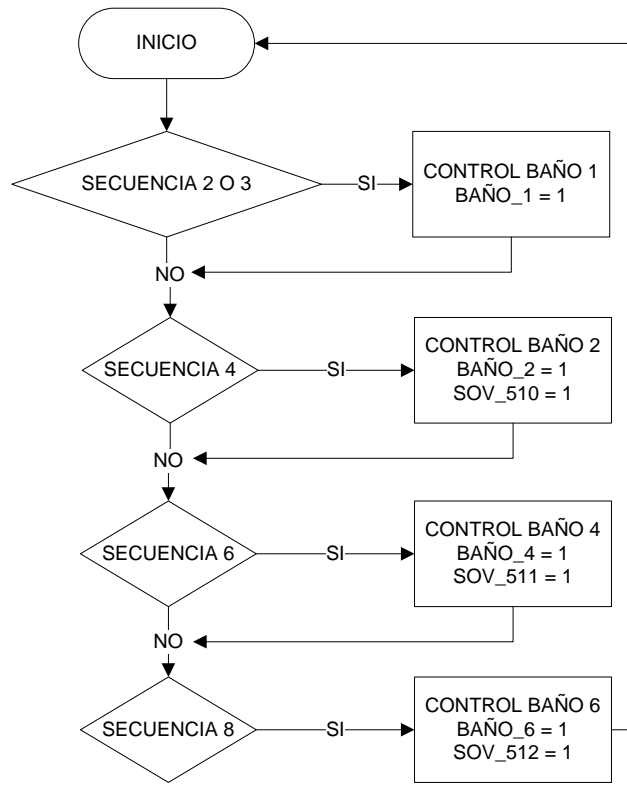 INICIO
SECUENCIA 2 O 3
SI
CONTROL BAÑO 1
BAÑO_1 = 1
NO
SECUENCIA 4
SI
CONTROL BAÑO 2
BAÑO_2 = 1
SOV_510 = 1
NO
SECUENCIA 6
SI
CONTROL BAÑO 4
BAÑO_4 = 1
SOV_511 = 1
NO
SECUENCIA 8
SI
CONTROL BAÑO 6
BAÑO_6 = 1
SOV_512 = 1